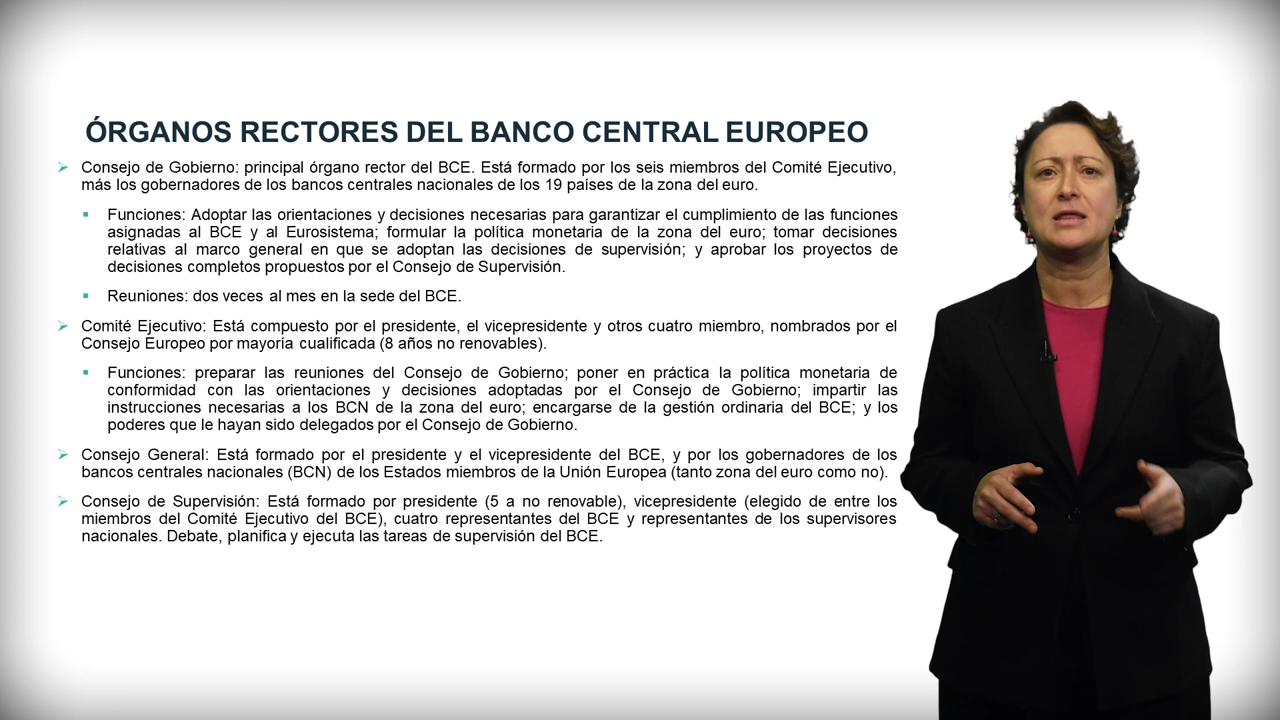 ÓRGANOS RECTORES DEL BANCO CENTRAL EUROPEO
Consejo de Gobierno: principal órgano rector del BCE. Está formado por los seis miembros del Comité Ejecutivo,
más los gobernadores de los bancos centrales nacionales de los 19 países de la zona del euro.
Funciones: Adoptar las orientaciones y decisiones necesarias para garantizar el cumplimiento de las funciones
asignadas al BCE y al Eurosistema; formular la política monetaria de la zona del euro; tomar decisiones
relativas al marco general en que se adoptan las decisiones de supervisión; y aprobar los proyectos de
decisiones completos propuestos por el Consejo de Supervisión.
Reuniones: dos veces al mes en la sede del BCE.
Comité Ejecutivo: Está compuesto por el presidente, el vicepresidente y otros cuatro miembro, nombrados por el
Consejo Europeo por mayoría cualificada (8 años no renovables).
Funciones: preparar las reuniones del Consejo de Gobierno; poner en práctica la política monetaria de
conformidad con las orientaciones y decisiones adoptadas por el Consejo de Gobierno; impartir las
instrucciones necesarias a los BCN de la zona del euro; encargarse de la gestión ordinaria del BCE; y los
poderes que le hayan sido delegados por el Consejo de Gobierno.
Consejo General: Está formado por el presidente y el vicepresidente del BCE, y por los gobernadores de los
bancos centrales nacionales (BCN) de los Estados miembros de la Unión Europea (tanto zona del euro como no).
Consejo de Supervisión: Está formado por presidente (5 a no renovable), vicepresidente (elegido de entre los
miembros del Comité Ejecutivo del BCE), cuatro representantes del BCE y representantes de los supervisores
nacionales. Debate, planifica y ejecuta las tareas de supervisión del BCE.